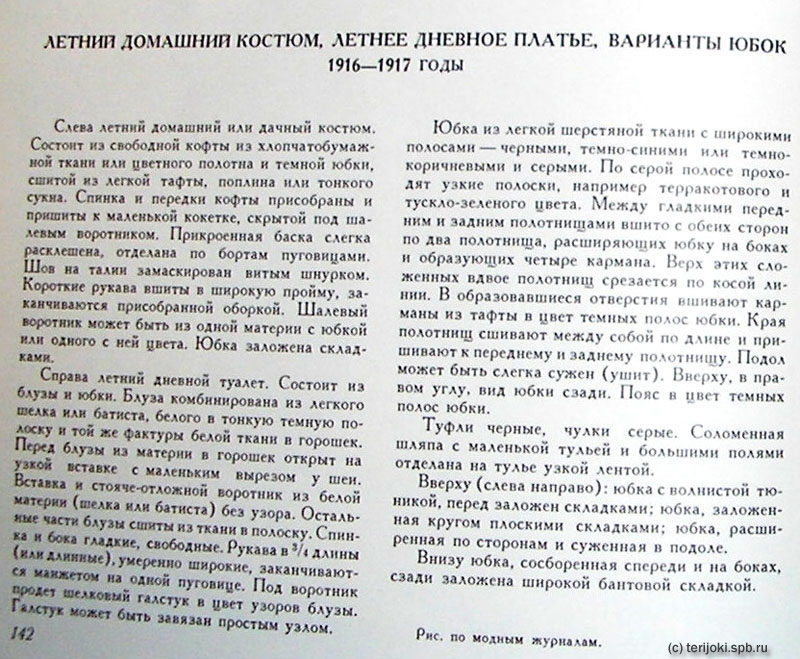 ЛЕТНИЙ ДОМАШНИЙ КОСТЮМ, ЛЕТНЕЕ ДНЕВНОЕ ПЛАТЬЕ, ВАРИАНТЫ ЮБОК
1916—1917 ГОДЫ
Слева летний домашний или дачный костюм.
Состоит из свободной кофты из хлопчатобумаж-
ной ткани или цветного полотна и темной юбки,
сшитой из легкой тафты, поплина или тонкого
сукна. Спинка и передки кофты присобраны и
пришиты к маленькой кокетке, скрытой под ша-
левым воротником. Прикроенная баска слегка
расклешена, отделана по бортам пуговицами.
Шов на талии замаскирован витым шнурком.
Короткие рукава вшиты в широкую пройму, за-
канчиваются присобранной оборкой. Шалевый
воротник может быть из одной материи с юбкой
или одного с ней цвета. Юбка заложена склад-
ками.
Справа летний дневной туалет. Состоит из
блузы и юбки. Блуза комбинирована из легкого
шелка или батиста, белого в тонкую темную по-
лоску и той же фактуры белой ткани в горошек.
Перед блузы из материи в горошек открыт на
узкой вставке с маленьким вырезом у шеи.
Вставка и стояче-отложной воротник из белой
материи (шелка или батиста) без узора. Осталь-
ные части блузы сшиты из ткани в полоску. Спин-
ка и бока гладкие, свободные. Рукава в 3/4 длины
(или длинные), умеренно широкие, заканчивают-
ся манжетом на одной пуговице. Под воротник
продет шелковый галстук в цвет узоров блузы.
Галстук может быть завязан простым узлом.
142
Юбка из легкой шерстяной ткани с широкими
полосами — черными, темно-синими или темно-
коричневыми и серыми. По серой полосе прохо-
дят узкие полоски, например терракотового и
тускло-зеленого цвета. Между гладкими перед-
ним и задним полотнищами вшито с обеих сторон
по два полотнища, расширяющих юбку на боках
и образующих четыре кармана. Верх этих сло-
женных вдвое полотнищ срезается по косой ли-
нии. В образовавшиеся отверстия вшивают кар-
маны из тафты в цвет темных полос юбки. Края
полотнищ сшивают между собой по длине и при-
шивают к переднему и заднему полотнищу. Подол
может быть слегка сужен (ушит). Вверху, в пра-
вом углу, вид юбки сзади. Пояс в цвет темных
полос юбки.
Туфли черные, чулки серые. Соломенная
шляпа с маленькой тульей и большими полями
отделана на тулье узкой лентой.
Вверху (слева направо): юбка с волнистой тю-
никой, перед заложен складками; юбка, заложен-
ная кругом плоскими складками; юбка, расши-
ренная по сторонам и суженная в подоле.
Внизу юбка, сосборенная спереди и на боках,
сзади заложена широкой бантовой складкой.
Рис. по модным журналам.
(c) terijoki.spb.ru